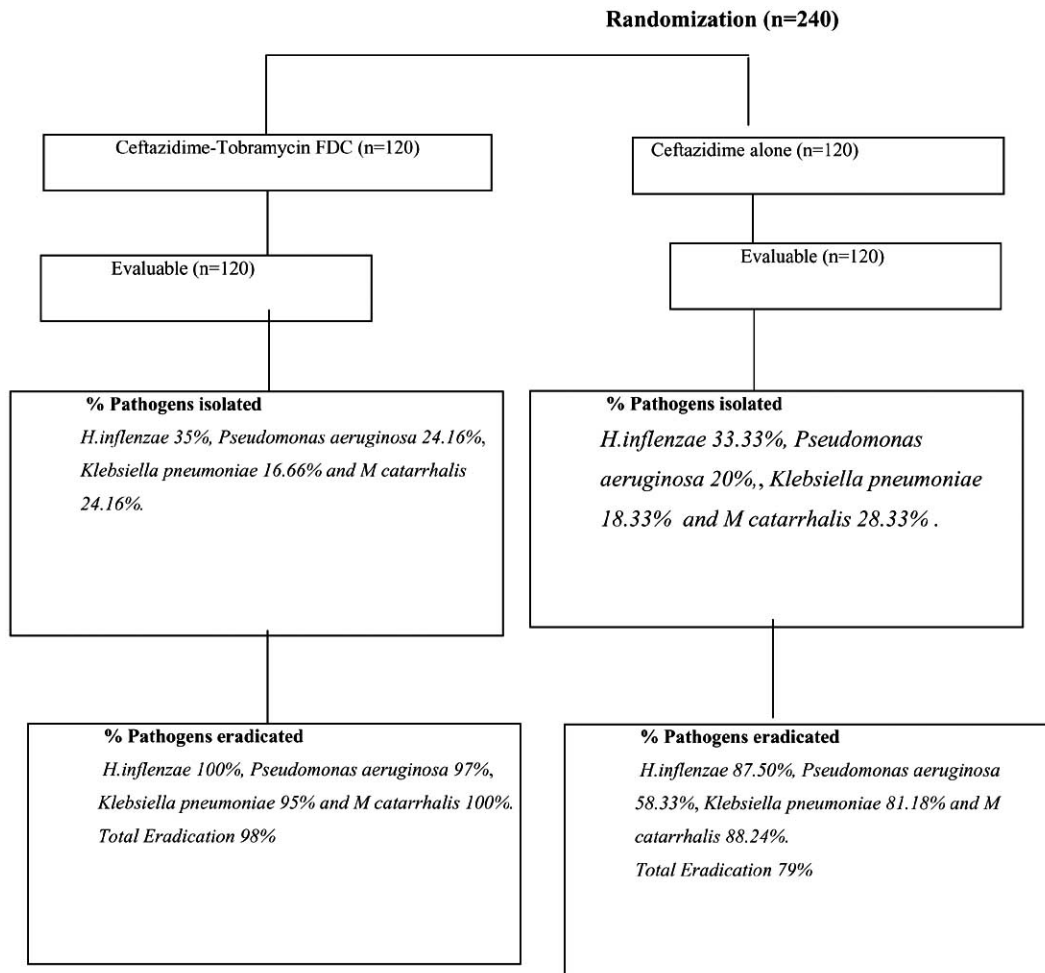 Randomization (n=240)
Ceftazidime-Tobramycin FDC (n=120)
Ceftazidime alone (n=120)
Evaluable (n=120)
Evaluable (n=120)
% Pathogens isolated
H.inflenzae 35%, Pseudomonas aeruginosa 24.16%,
Klebsiella pneumoniae 16.66% and M catarrhalis
24.16%.
% Pathogens isolated
H.inflenzae 33.33%, Pseudomonas
aeruginosa 20%,, Klebsiella pneumoniae
18.33% and M catarrhalis 28.33% .
% Pathogens eradicated
H.inflenzae 100%, Pseudomonas aeruginosa 97%,
Klebsiella pneumoniae 95% and M catarrhalis 100%.
Total Eradication 98%
% Pathogens eradicated
H.inflenzae 87.50%, Pseudomonas aeruginosa
58.33%, Klebsiella pneumoniae 81.18% and M
catarrhalis 88.24%.
Total Eradication 79%